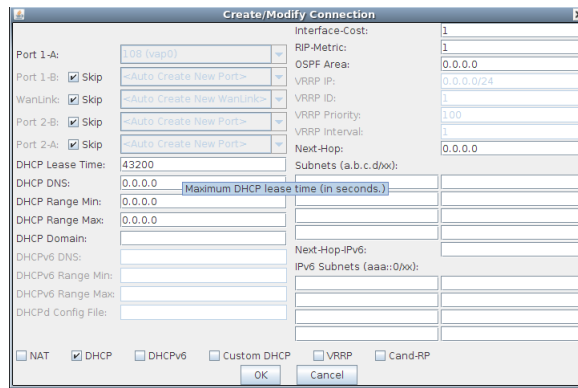 Create/Modify Connection
Port 1-A: 108 (vap0)
Port 1-B: Skip <Auto Create New Port>
WanLink: Skip <Auto Create New WanLink>
Port 2-B: Skip <Auto Create New Port>
Port 2-A: Skip <Auto Create New Port>
DHCP Lease Time: 43200
DHCP DNS: 0.0.0.0
Maximum DHCP lease time (in seconds.)
DHCP Range Min: 0.0.0.0
DHCP Range Max: 0.0.0.0
DHCP Domain:
DHCPv6 DNS:
DHCPv6 Range Min:
DHCPv6 Range Max:
DHCPd Config File:
Interface-Cost: 1
RIP-Metric: 1
OSPF Area: 0.0.0.0
VRRP IP: 0.0.0.0/24
VRRP ID: 1
VRRP Priority: 100
VRRP Interval: 1
Next-Hop: 0.0.0.0
Subnets (a.b.c.d/xx):
Next-Hop-IPv6:
IPv6 Subnets (aaa::0/xx):
NAT DHCP DHCPv6 Custom DHCP VRRP Cand-RP
OK Cancel